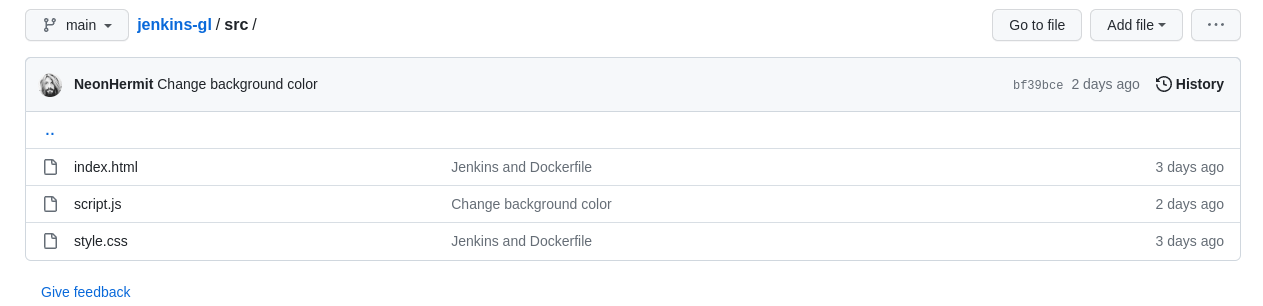 main jenkins-gl / src / Go to file Add file ...
NeonHermit Change background color bf39bce 2 days ago History
..
index.html Jenkins and Dockerfile 3 days ago
script.js Change background color 2 days ago
style.css Jenkins and Dockerfile 3 days ago
Give feedback